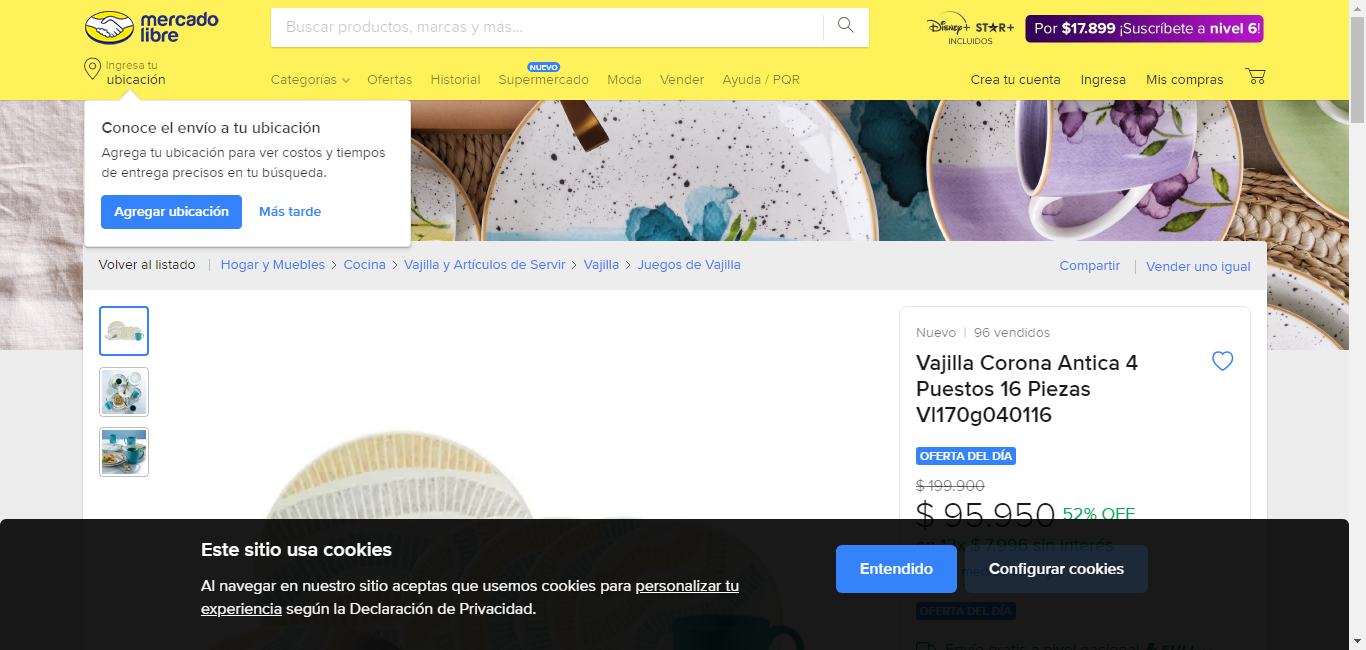 mercado
libre
Buscar productos, marcas y más...
Disney+ STAR+
INCLUIDOS
Por $17.899 ¡Suscríbete a nivel 6!
Ingresa tu
ubicación
Categorías
Ofertas
Historial
NUEVO
Supermercado
Moda
Vender
Ayuda / PQR
Crea tu cuenta
Ingresa
Mis compras
Conoce el envío a tu ubicación
Agrega tu ubicación para ver costos y tiempos
de entrega precisos en tu búsqueda.
Agregar ubicación
Más tarde
Volver al listado | Hogar y Muebles > Cocina > Vajilla y Artículos de Servir > Vajilla > Juegos de Vajilla
Compartir | Vender uno igual
Nuevo | 96 vendidos
Vajilla Corona Antica 4
Puestos 16 Piezas
Vl170g040116
OFERTA DEL DÍA
$ 199.900
$ 95.950 52% OFF
en 12x $ 7.996 sin interés
OFERTA DEL DÍA
Envío gratis a nivel nacional FULL
Este sitio usa cookies
Al navegar en nuestro sitio aceptas que usemos cookies para personalizar tu
experiencia según la Declaración de Privacidad.
Entendido
Configurar cookies